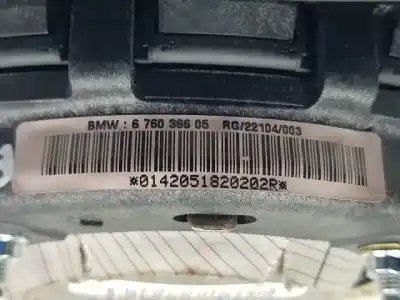 BMW : 6 760 366 05 RG/22104/003
*0142051820202R*